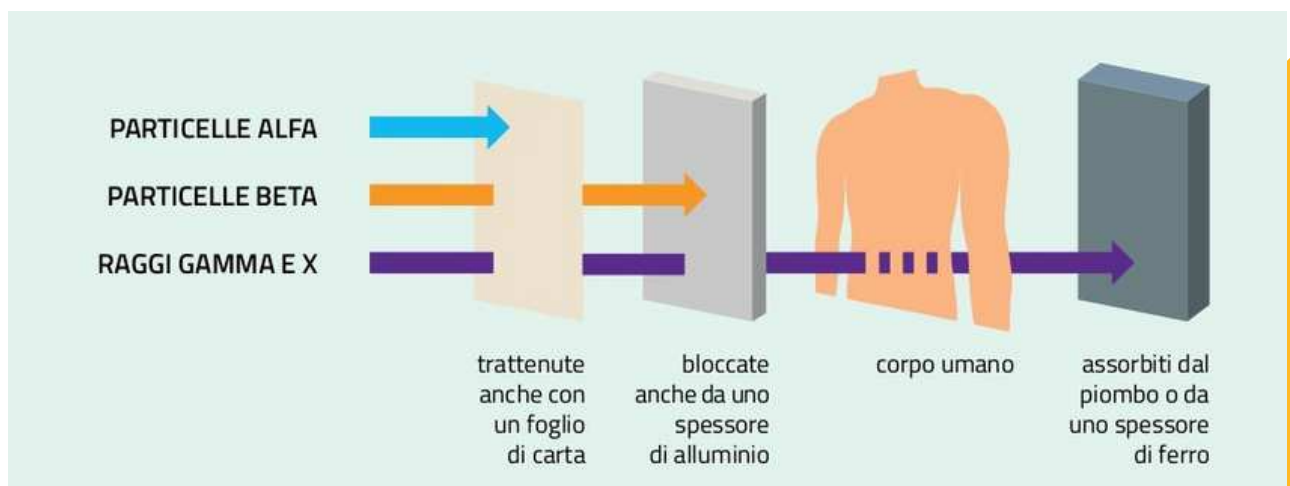 PARTICELLE ALFA
PARTICELLE BETA
RAGGI GAMMA E X
trattenute
anche con
un foglio
di carta
bloccate
anche da uno
spessore
di alluminio
corpo umano
assorbiti dal
piombo o da
uno spessore
di ferro